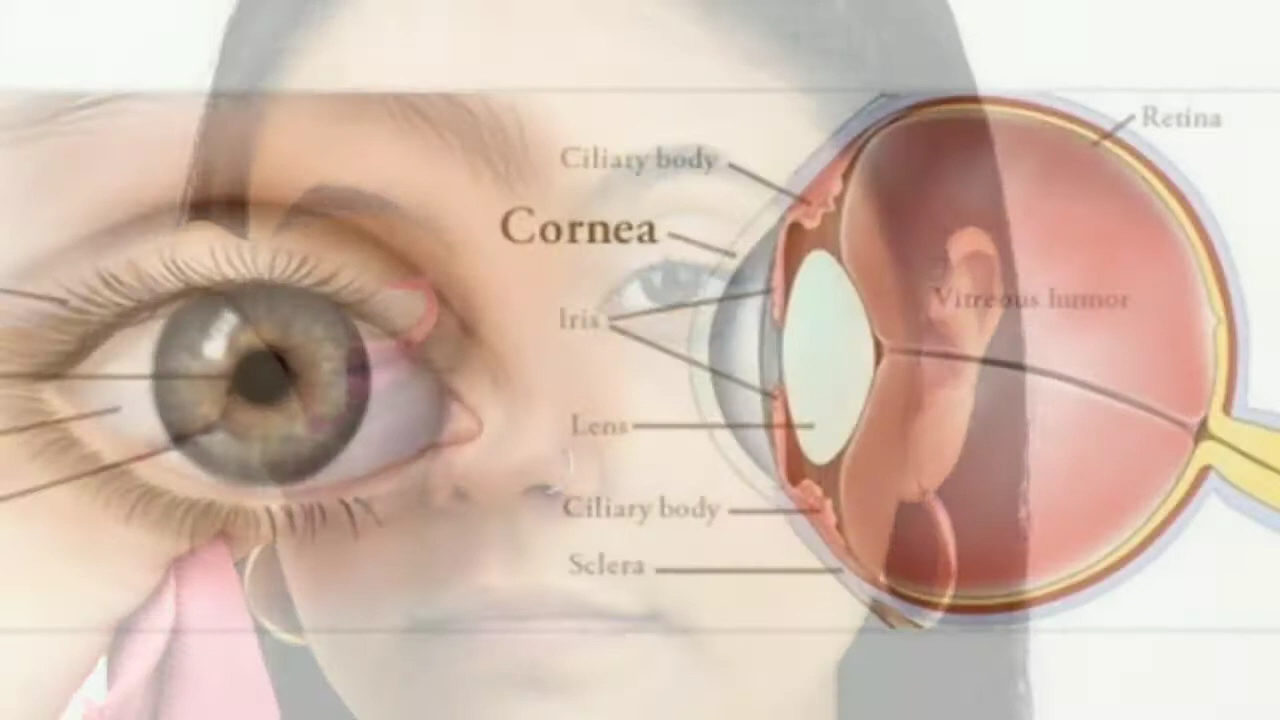 Retina
Ciliary body
Cornea
Vitreous humor
Iris
Lens
Ciliary body
Sclera